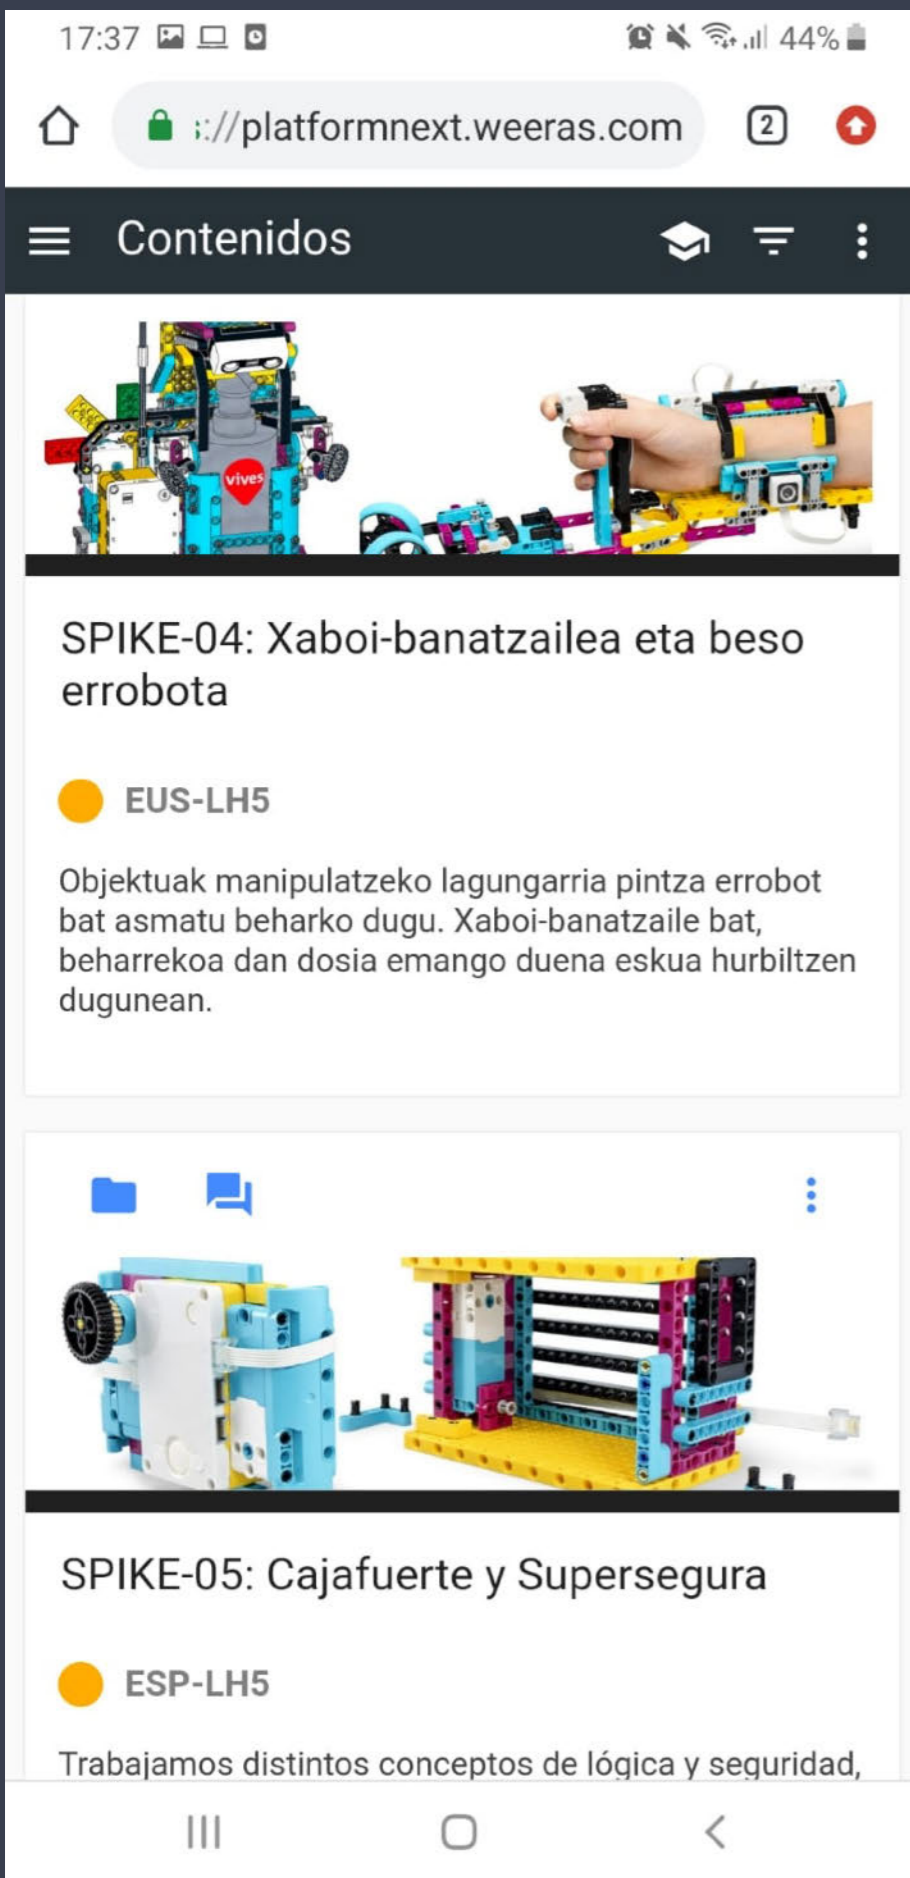 17:37
44%
://platformnext.weeras.com
2
Contenidos
vives
SPIKE-04: Xaboi-banatzailea eta beso
errobota
EUS-LH5
Objektuak manipulatzeko lagungarria pintza errobot
bat asmatu beharko dugu. Xaboi-banatzaile bat,
beharrekoa dan dosia emango duena eskua hurbiltzen
dugunean.
SPIKE-05: Cajafuerte y Supersegura
ESP-LH5
Trabajamos distintos conceptos de lógica y seguridad,